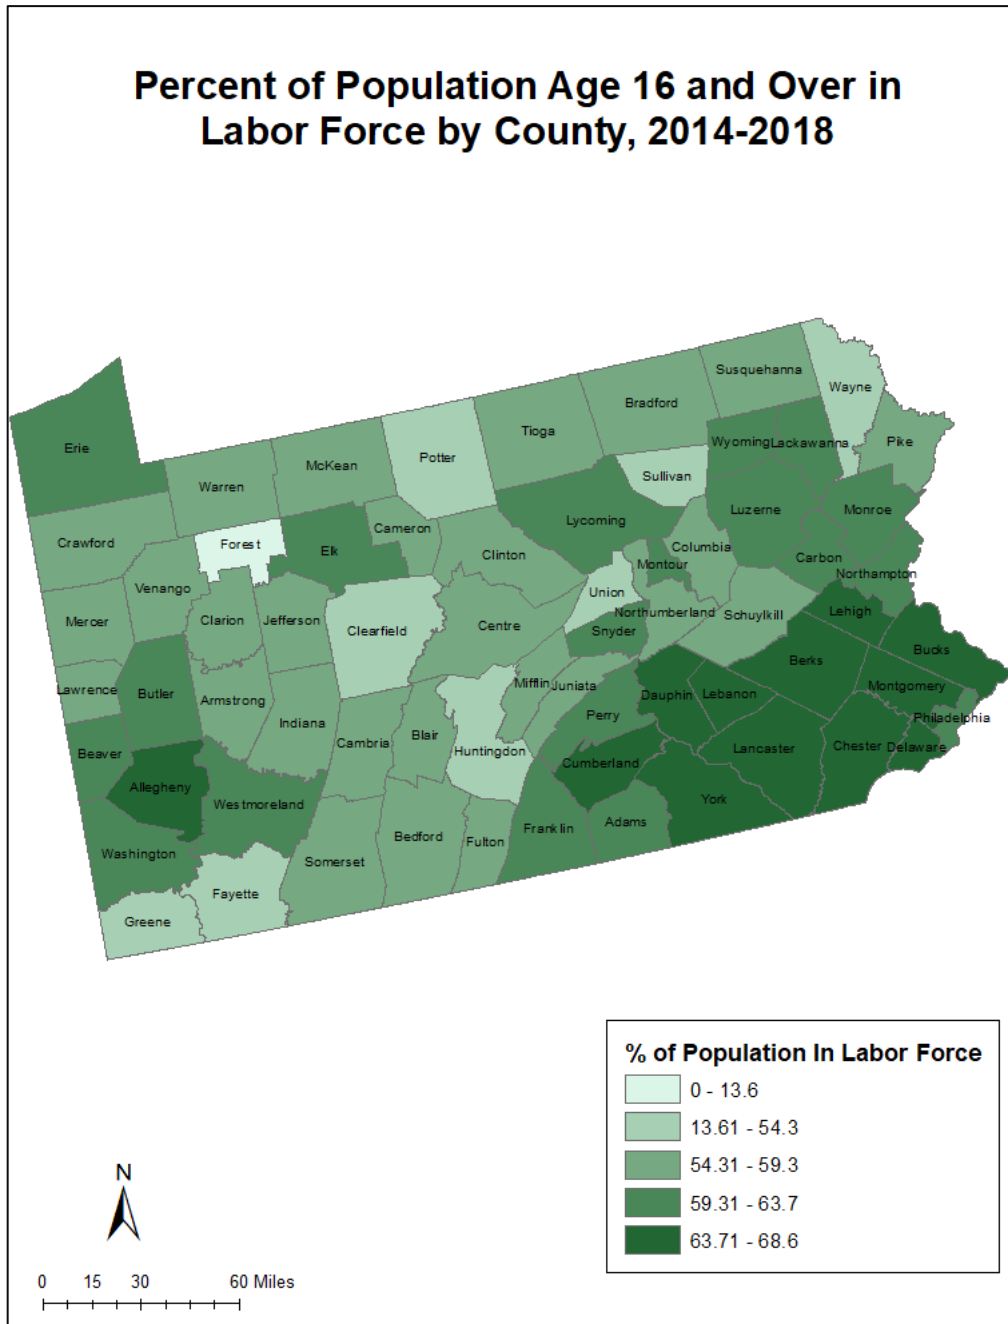 Percent of Population Age 16 and Over in
Labor Force by County, 2014-2018
Susquehanna
Wayne
Bradford
Tioga
Pike
Wyoming
Lackawanna
Erie
Potter
McKean
Sullivan
Warren
Luzerne
Monroe
Lycoming
Cameron
Crawford
Forest
Elk
Clinton
Columbia
Carbon
Montour
Northampton
Venango
Union
Lehigh
Mercer
Clarion
Jefferson
Clearfield
Centre
Northumberland
Schuylkill
Snyder
Bucks
Berks
Lawrence
Butler
Armstrong
Indiana
Mifflin
Juniata
Dauphin
Lebanon
Montgomery
Perry
Philadelphia
Beaver
Cambria
Blair
Huntingdon
Cumberland
Lancaster
Chester
Delaware
Allegheny
Westmoreland
York
Washington
Somerset
Bedford
Fulton
Franklin
Adams
Fayette
Greene
% of Population In Labor Force
0 - 13.6
13.61 - 54.3
54.31 - 59.3
59.31 - 63.7
63.71 - 68.6
N
0 15 30 60 Miles